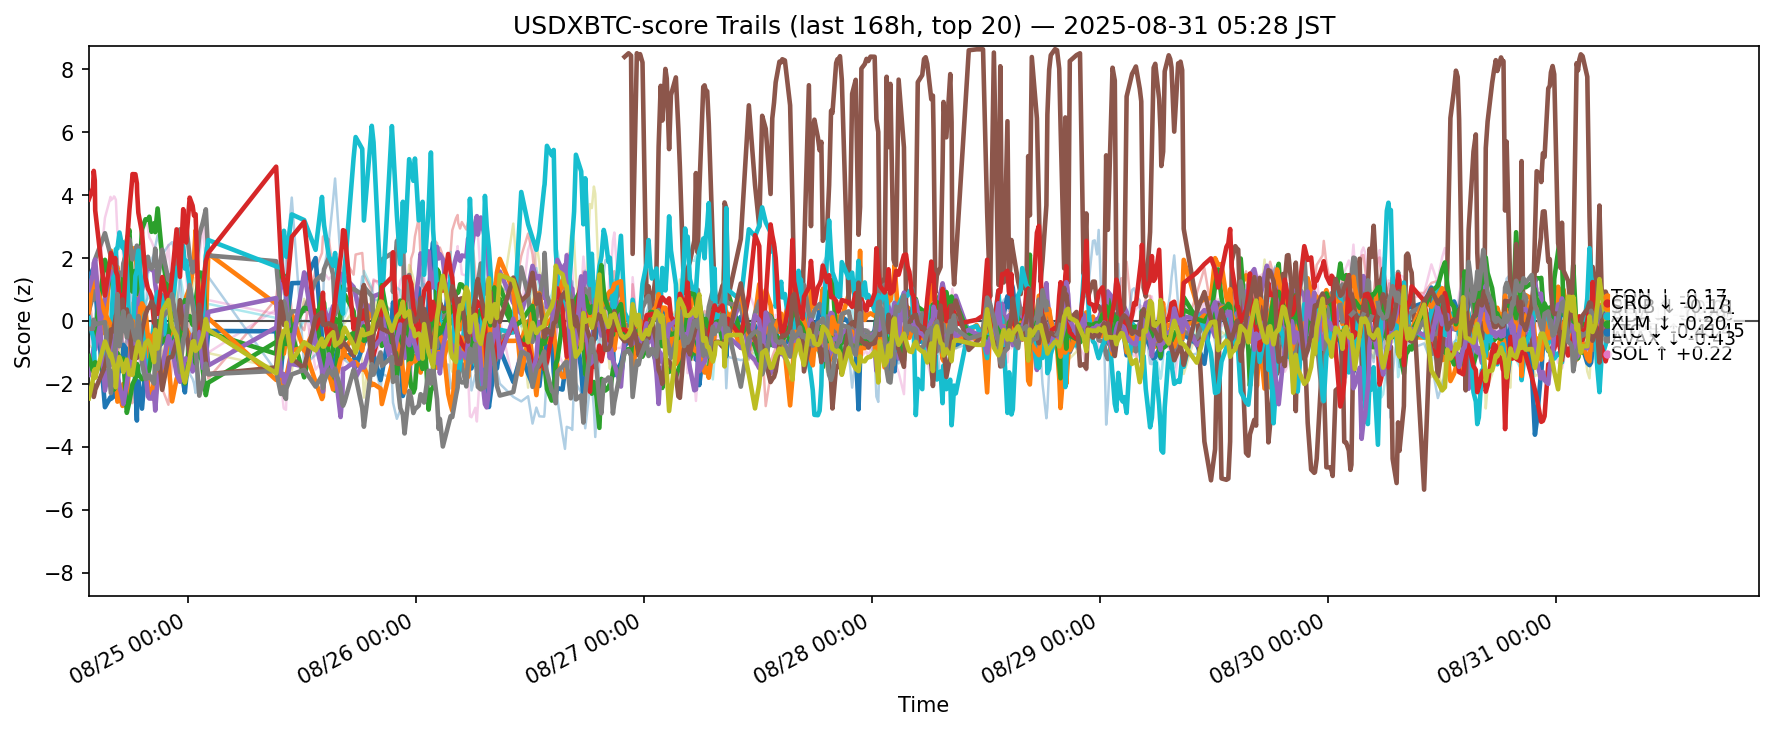 USDXBTC-score Trails (last 168h, top 20) — 2025-08-31 05:28 JST
Score (z)
8
6
4
2
0
−2
−4
−6
−8
TON ↓ -0.17
CRO ↓ -0.17
XLM ↓ -0.20
AVAX ↓ -0.43
SOL ↑ +0.22
08/25 00:00
08/26 00:00
08/27 00:00
08/28 00:00
08/29 00:00
08/30 00:00
08/31 00:00
Time